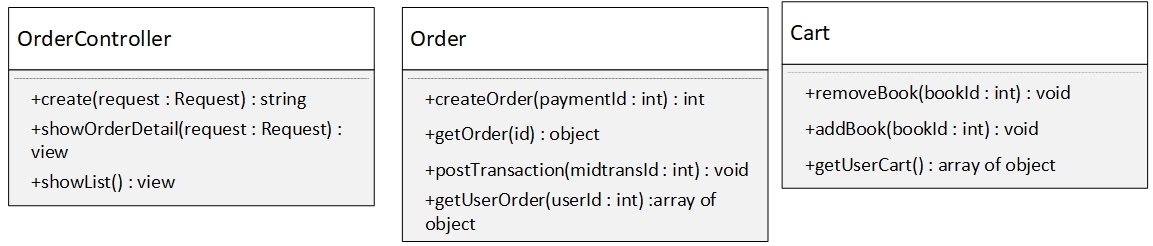 OrderController
+create(request : Request) : string
+showOrderDetail(request : Request) :
view
+showList() : view
Order
+createOrder(paymentId : int) : int
+getOrder(id) : object
+postTransaction(midtransId : int) : void
+getUserOrder(userId : int) :array of
object
Cart
+removeBook(bookId : int) : void
+addBook(bookId : int) : void
+getUserCart() : array of object